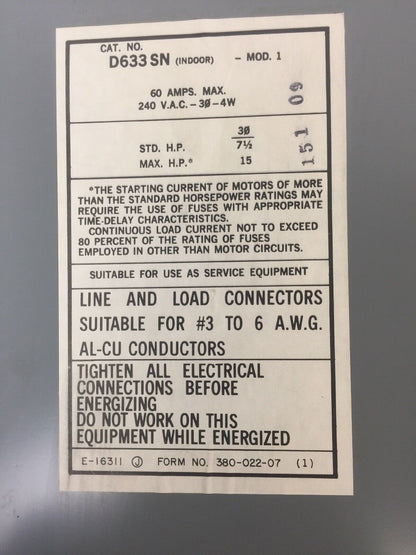 CAT. NO.
D633 SN (INDOOR) - MOD. 1
60 AMPS. MAX.
240 V.A.C. - 3Ø - 4W
151 09
3Ø
STD. H.P. 7½
MAX. H.P.* 15
*THE STARTING CURRENT OF MOTORS OF MORE
THAN THE STANDARD HORSEPOWER RATINGS MAY
REQUIRE THE USE OF FUSES WITH APPROPRIATE
TIME-DELAY CHARACTERISTICS.
CONTINUOUS LOAD CURRENT NOT TO EXCEED
80 PERCENT OF THE RATING OF FUSES
EMPLOYED IN OTHER THAN MOTOR CIRCUITS.
SUITABLE FOR USE AS SERVICE EQUIPMENT
LINE AND LOAD CONNECTORS
SUITABLE FOR #3 TO 6 A.W.G.
AL-CU CONDUCTORS
TIGHTEN ALL ELECTRICAL
CONNECTIONS BEFORE
ENERGIZING
DO NOT WORK ON THIS
EQUIPMENT WHILE ENERGIZED
E-16311 Ⓙ FORM NO. 380-022-07 (1)